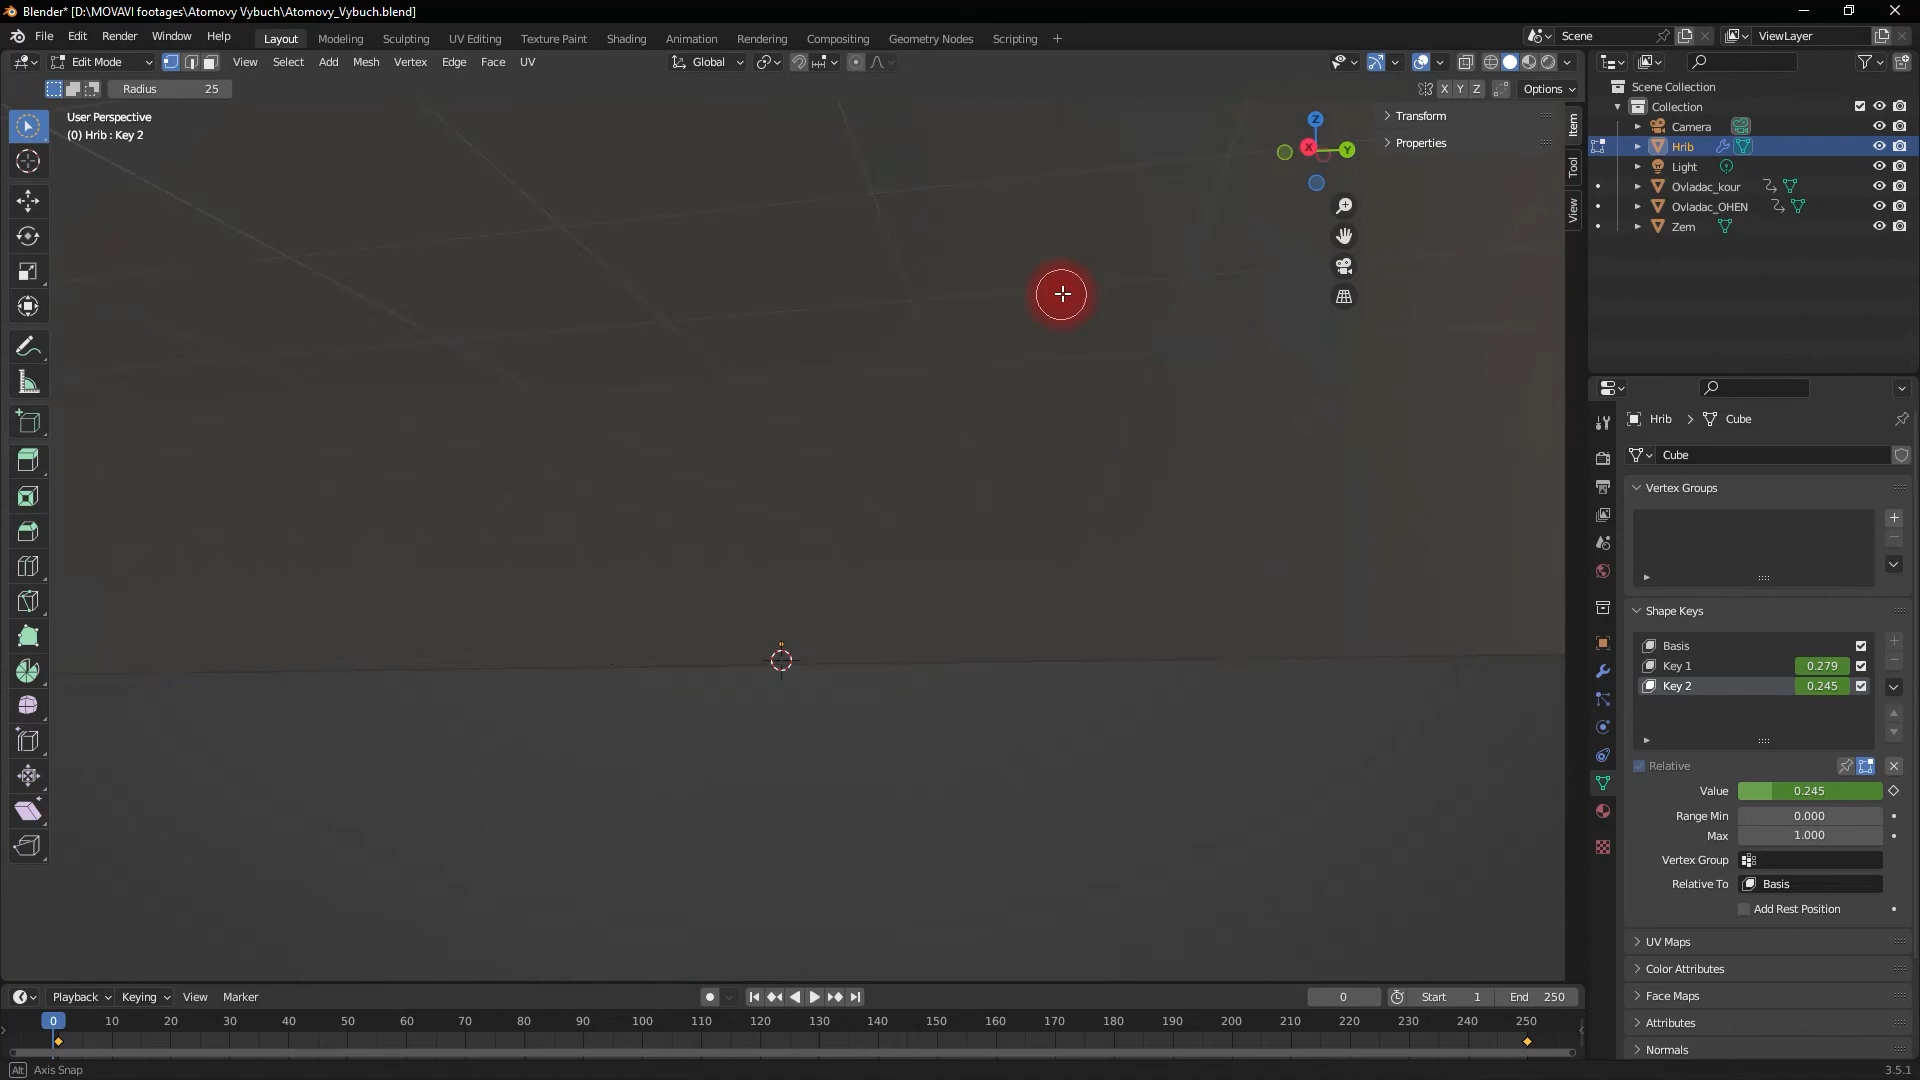 Blender* [D:\MOVAVI footages\Atomovy Vybuch\Atomovy_Vybuch.blend]
File Edit Render Window Help Layout Modeling Sculpting UV Editing Texture Paint Shading Animation Rendering Compositing Geometry Nodes Scripting + Scene ViewLayer
Edit Mode View Select Add Mesh Vertex Edge Face UV Global
Radius 25 X Y Z Options
User Perspective
(0) Hrib : Key 2
Z
X
Y
Transform
Properties
Item
Tool
View
Scene Collection
Collection
Camera
Hrib
Light
Ovladac_kour
Ovladac_OHEN
Zem
Hrib > Cube
Cube
Vertex Groups
Shape Keys
Basis
Key 1 0.279
Key 2 0.245
Relative
Value 0.245
Range Min 0.000
Max 1.000
Vertex Group
Relative To Basis
Add Rest Position
UV Maps
Color Attributes
Face Maps
Attributes
Normals
Playback Keying View Marker 0 Start 1 End 250
0 10 20 30 40 50 60 70 80 90 100 110 120 130 140 150 160 170 180 190 200 210 220 230 240 250
Alt Axis Snap
3.5.1